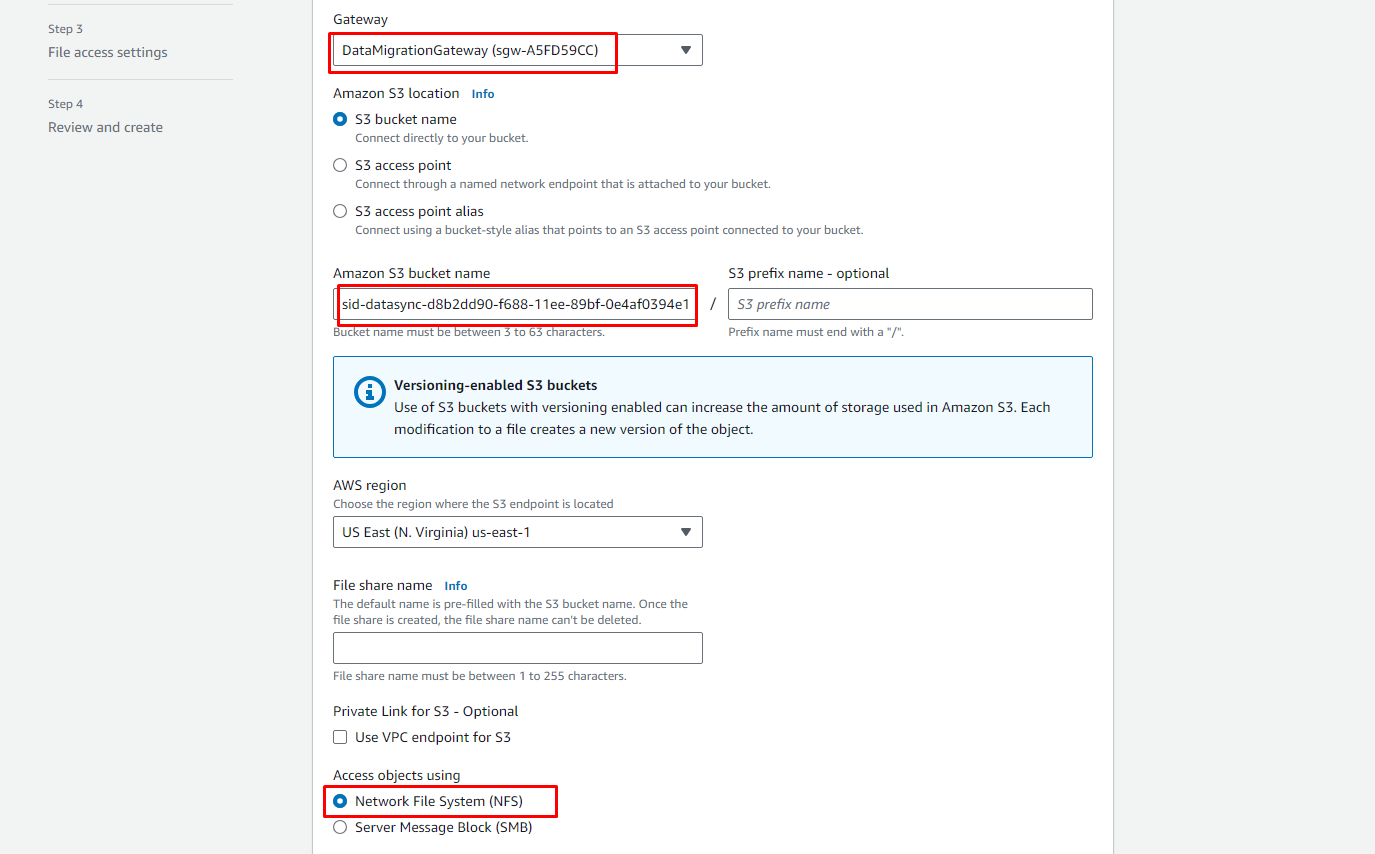 Step 3
File access settings
Step 4
Review and create
Gateway
DataMigrationGateway (sgw-A5FD59CC)
Amazon S3 location Info
S3 bucket name
Connect directly to your bucket.
S3 access point
Connect through a named network endpoint that is attached to your bucket.
S3 access point alias
Connect using a bucket-style alias that points to an S3 access point connected to your bucket.
Amazon S3 bucket name
sid-datasync-d8b2dd90-f688-11ee-89bf-0e4af0394e1
Bucket name must be between 3 to 63 characters.
/
S3 prefix name - optional
S3 prefix name
Prefix name must end with a "/".
Versioning-enabled S3 buckets
Use of S3 buckets with versioning enabled can increase the amount of storage used in Amazon S3. Each
modification to a file creates a new version of the object.
AWS region
Choose the region where the S3 endpoint is located
US East (N. Virginia) us-east-1
File share name Info
The default name is pre-filled with the S3 bucket name. Once the
file share is created, the file share name can't be deleted.
File share name must be between 1 to 255 characters.
Private Link for S3 - Optional
Use VPC endpoint for S3
Access objects using
Network File System (NFS)
Server Message Block (SMB)